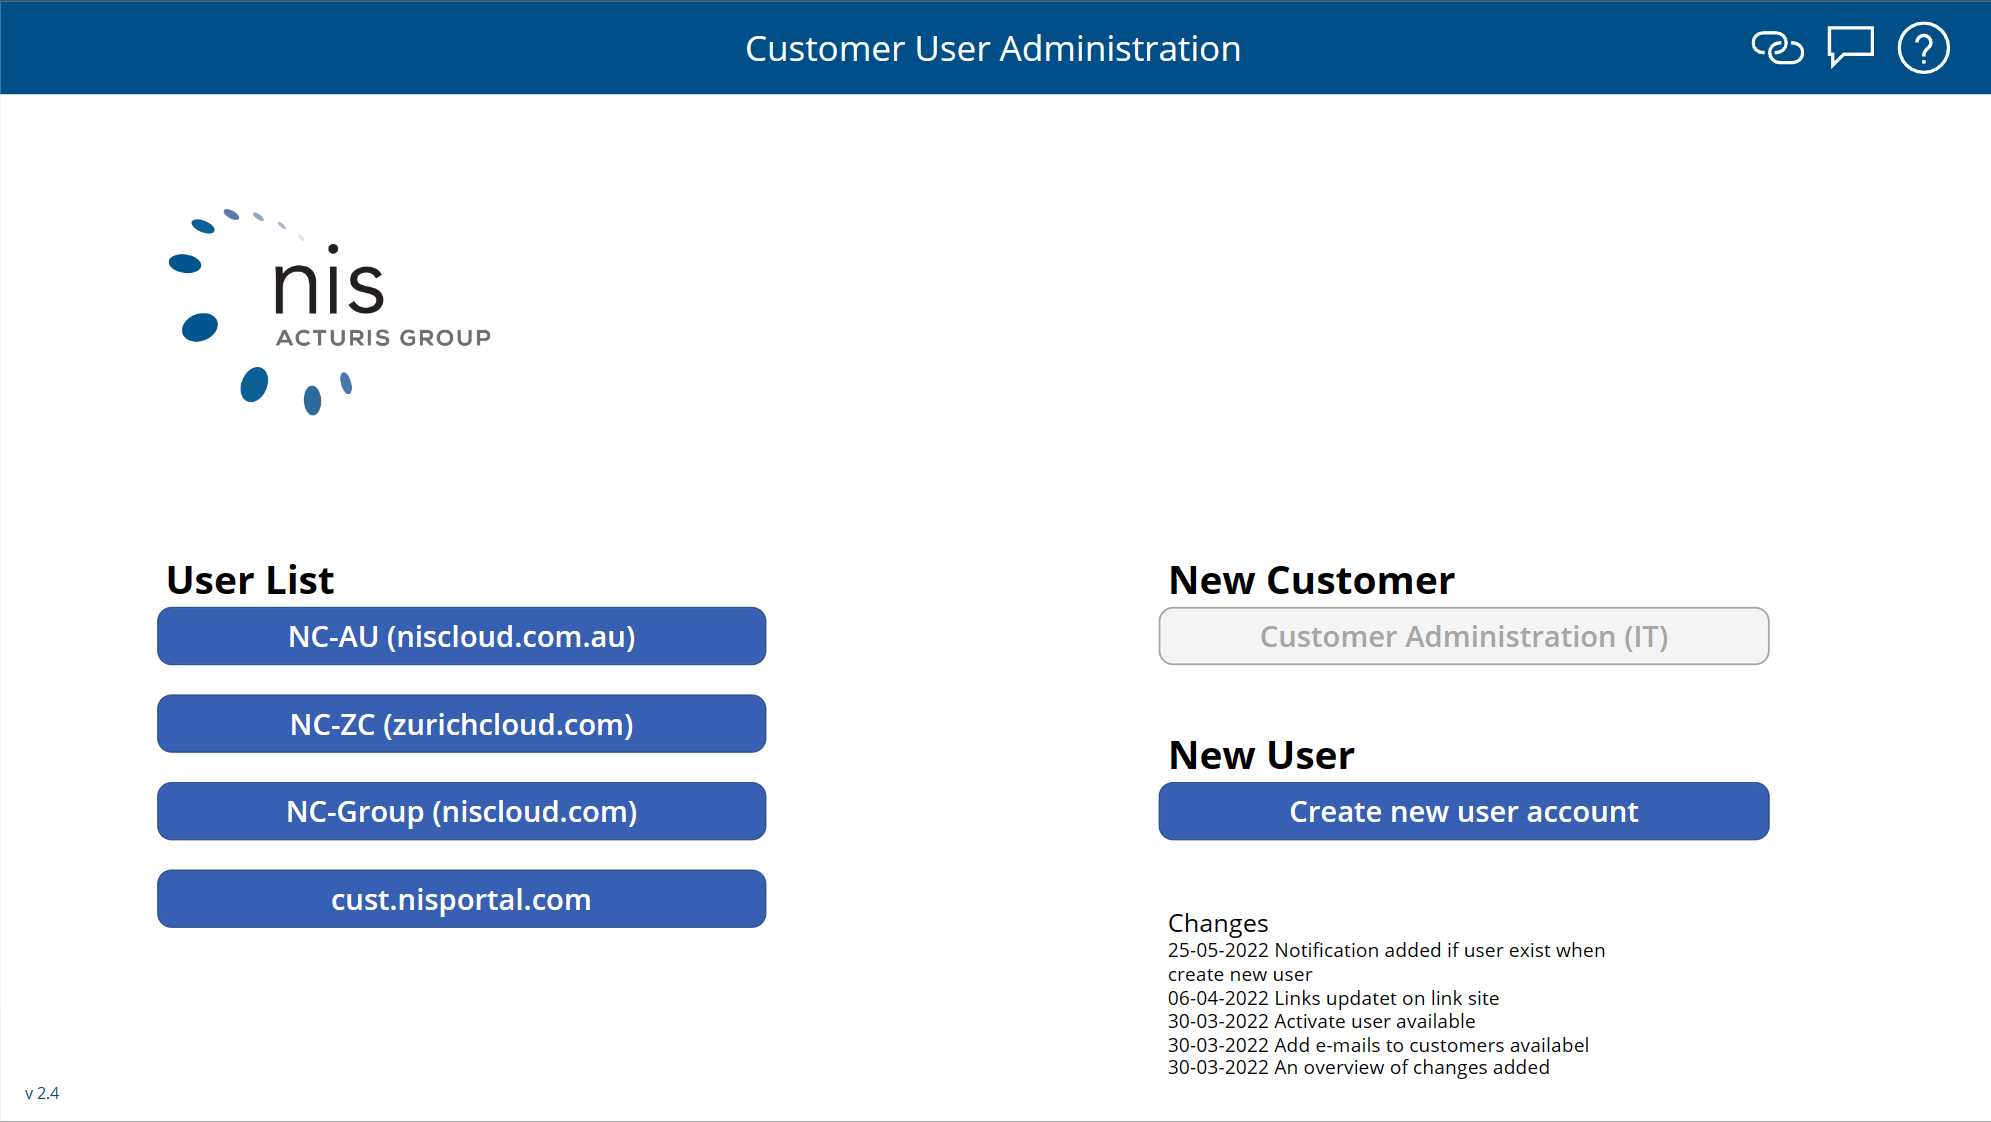 Customer User Administration
nis
ACTURIS GROUP
User List
NC-AU (niscloud.com.au)
NC-ZC (zurichcloud.com)
NC-Group (niscloud.com)
cust.nisportal.com
New Customer
Customer Administration (IT)
New User
Create new user account
Changes
25-05-2022 Notification added if user exist when
create new user
06-04-2022 Links updatet on link site
30-03-2022 Activate user available
30-03-2022 Add e-mails to customers availabel
30-03-2022 An overview of changes added
v 2.4